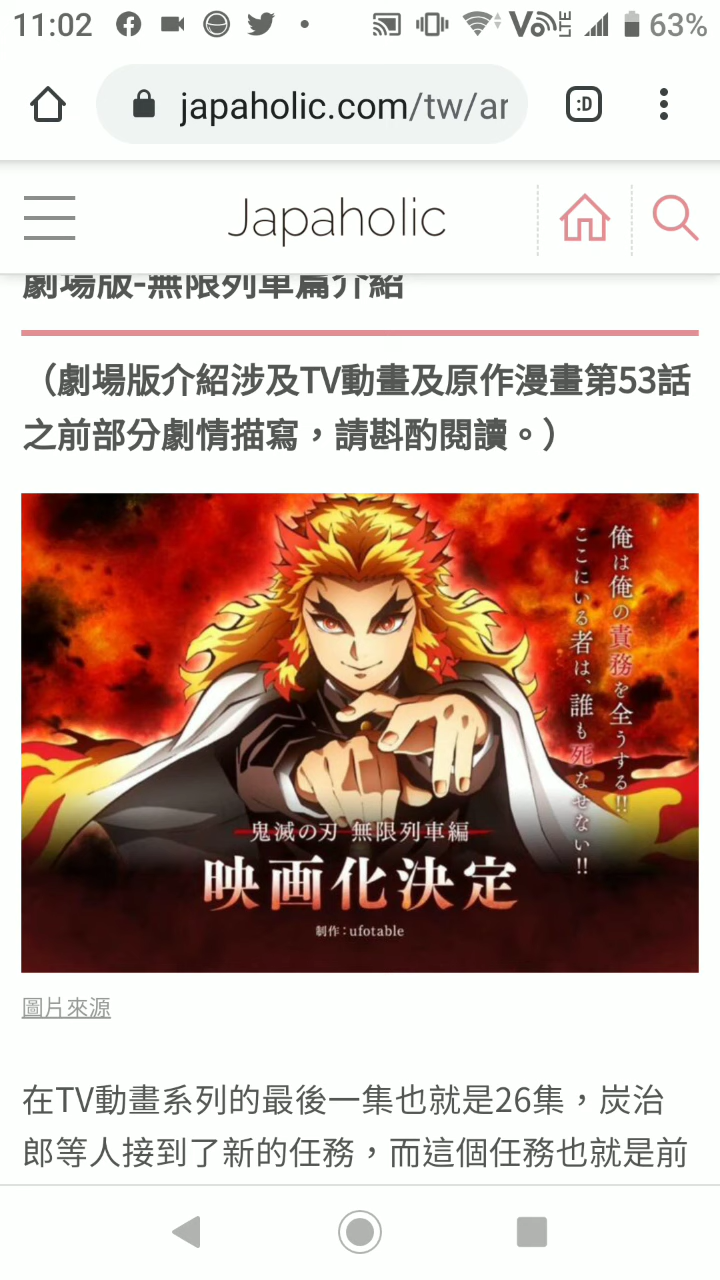 11:02
LTE
63%
japaholic.com/tw/ar
:D
Japaholic
劇場版-無限列車篇介紹
(劇場版介紹涉及TV動畫及原作漫畫第53話
之前部分劇情描寫，請斟酌閱讀。)
俺は俺の責務を全うする!!
ここにいる者は、誰も死なせない!!
鬼滅の刃 無限列車編
映画化決定
制作：ufotable
圖片來源
在TV動畫系列的最後一集也就是26集，炭治
郎等人接到了新的任務，而這個任務也就是前